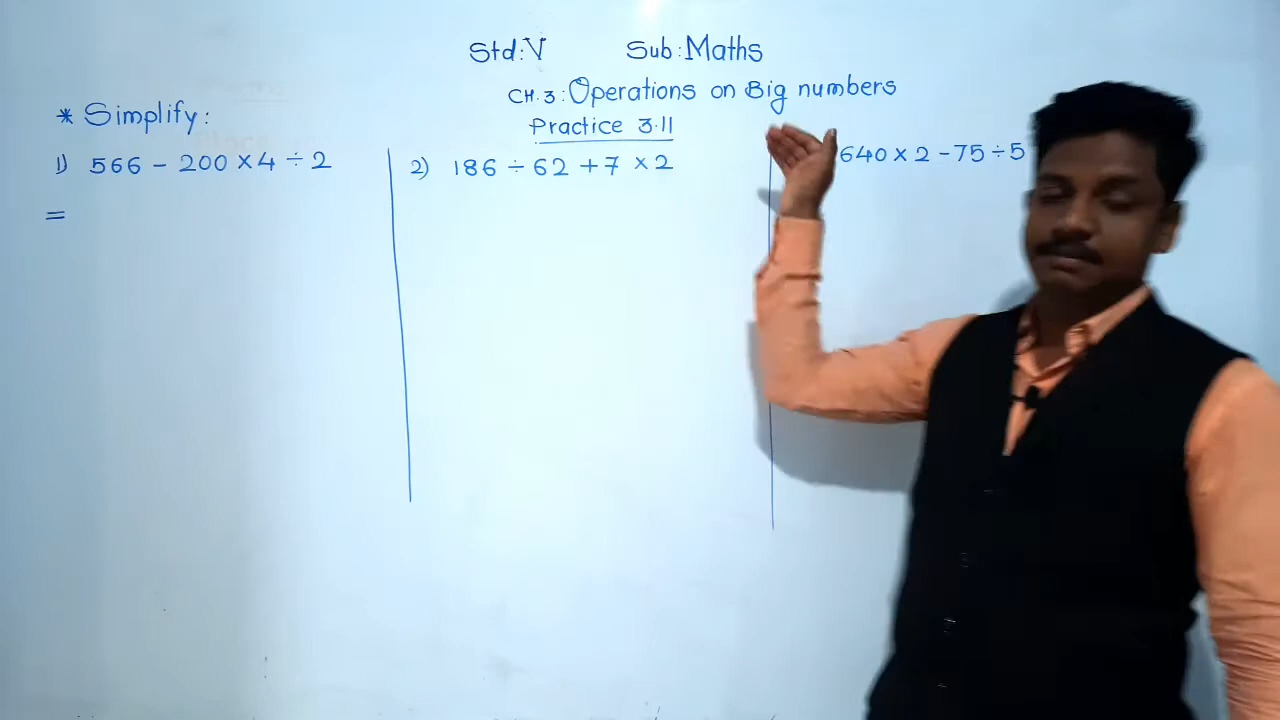 Std:V Sub:Maths
CH.3:Operations on Big numbers
Practice 3.11
* Simplify:
1) 566 - 200 × 4 ÷ 2
=
2) 186 ÷ 62 + 7 × 2
640 × 2 - 75 ÷ 5